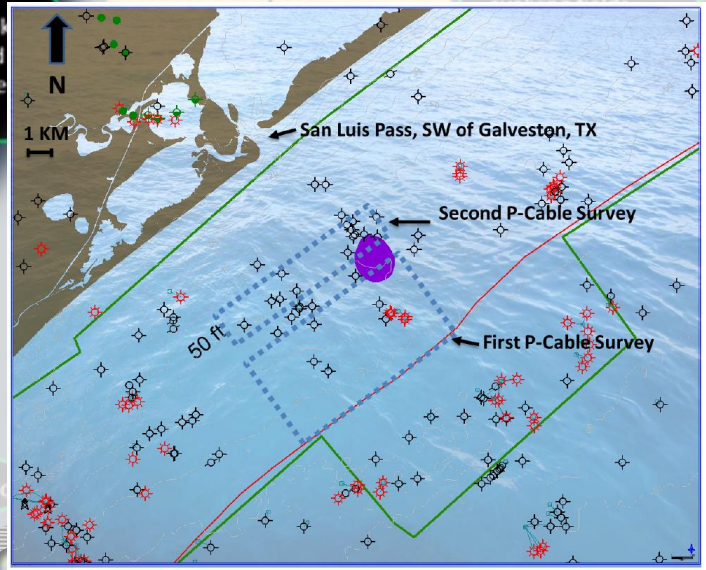 N
1 KM
San Luis Pass, SW of Galveston, TX
Second P-Cable Survey
50 ft
First P-Cable Survey